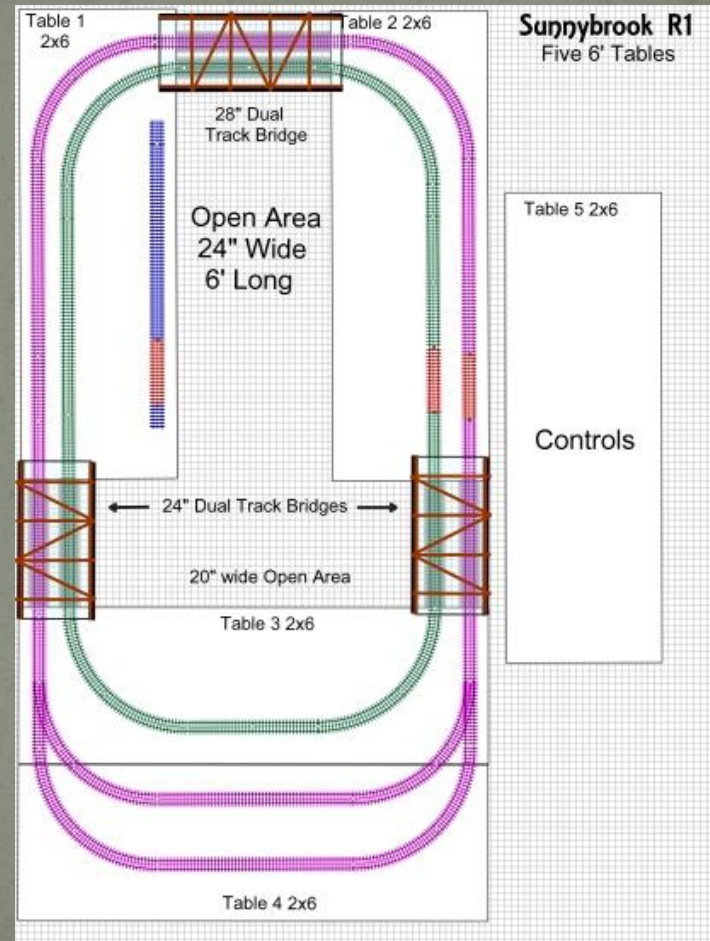 Table 1
2x6
Table 2 2x6
Sunnybrook R1
Five 6' Tables
28" Dual
Track Bridge
Open Area
24" Wide
6' Long
Table 5 2x6
Controls
24" Dual Track Bridges
20" wide Open Area
Table 3 2x6
Table 4 2x6